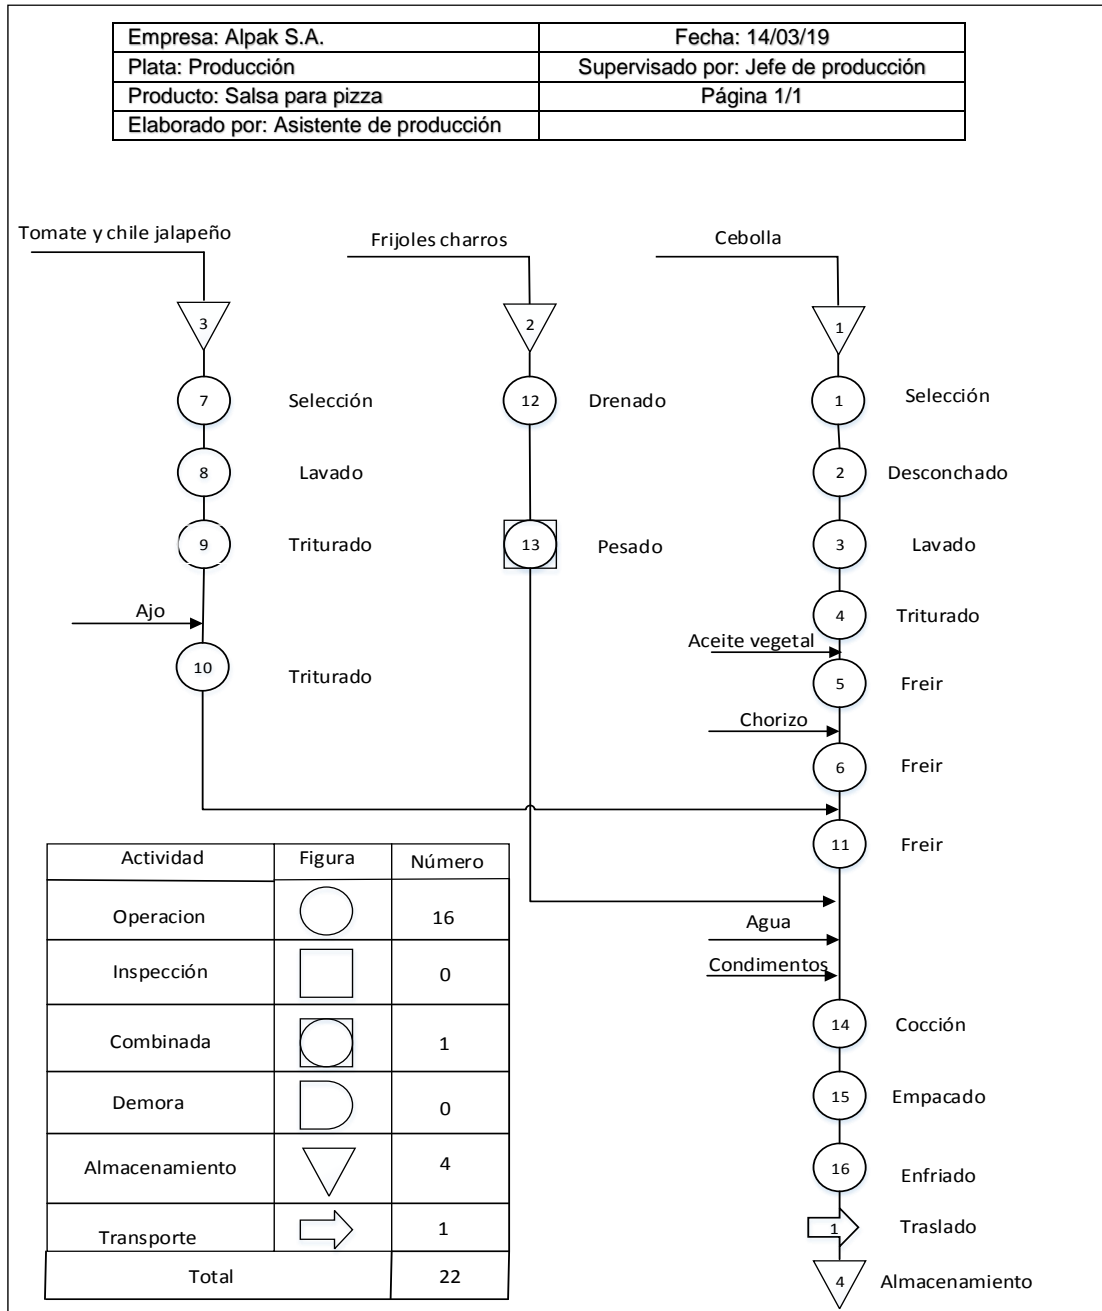 Empresa: Alpak S.A. Fecha: 14/03/19
Plata: Producción Supervisado por: Jefe de producción
Producto: Salsa para pizza Página 1/1
Elaborado por: Asistente de producción
Tomate y chile jalapeño Frijoles charros Cebolla
3 2 1
7 Selección 12 Drenado 1 Selección
8 Lavado 2 Desconchado
9 Triturado 13 Pesado 3 Lavado
Ajo 4 Triturado
Aceite vegetal
10 Triturado 5 Freir
Chorizo
6 Freir
11 Freir
Actividad Figura Número
Operacion 16
Agua
Inspección 0 Condimentos
Combinada 1 14 Cocción
Demora 0 15 Empacado
Almacenamiento 4 16 Enfriado
Transporte 1 1 Traslado
Total 22 4 Almacenamiento